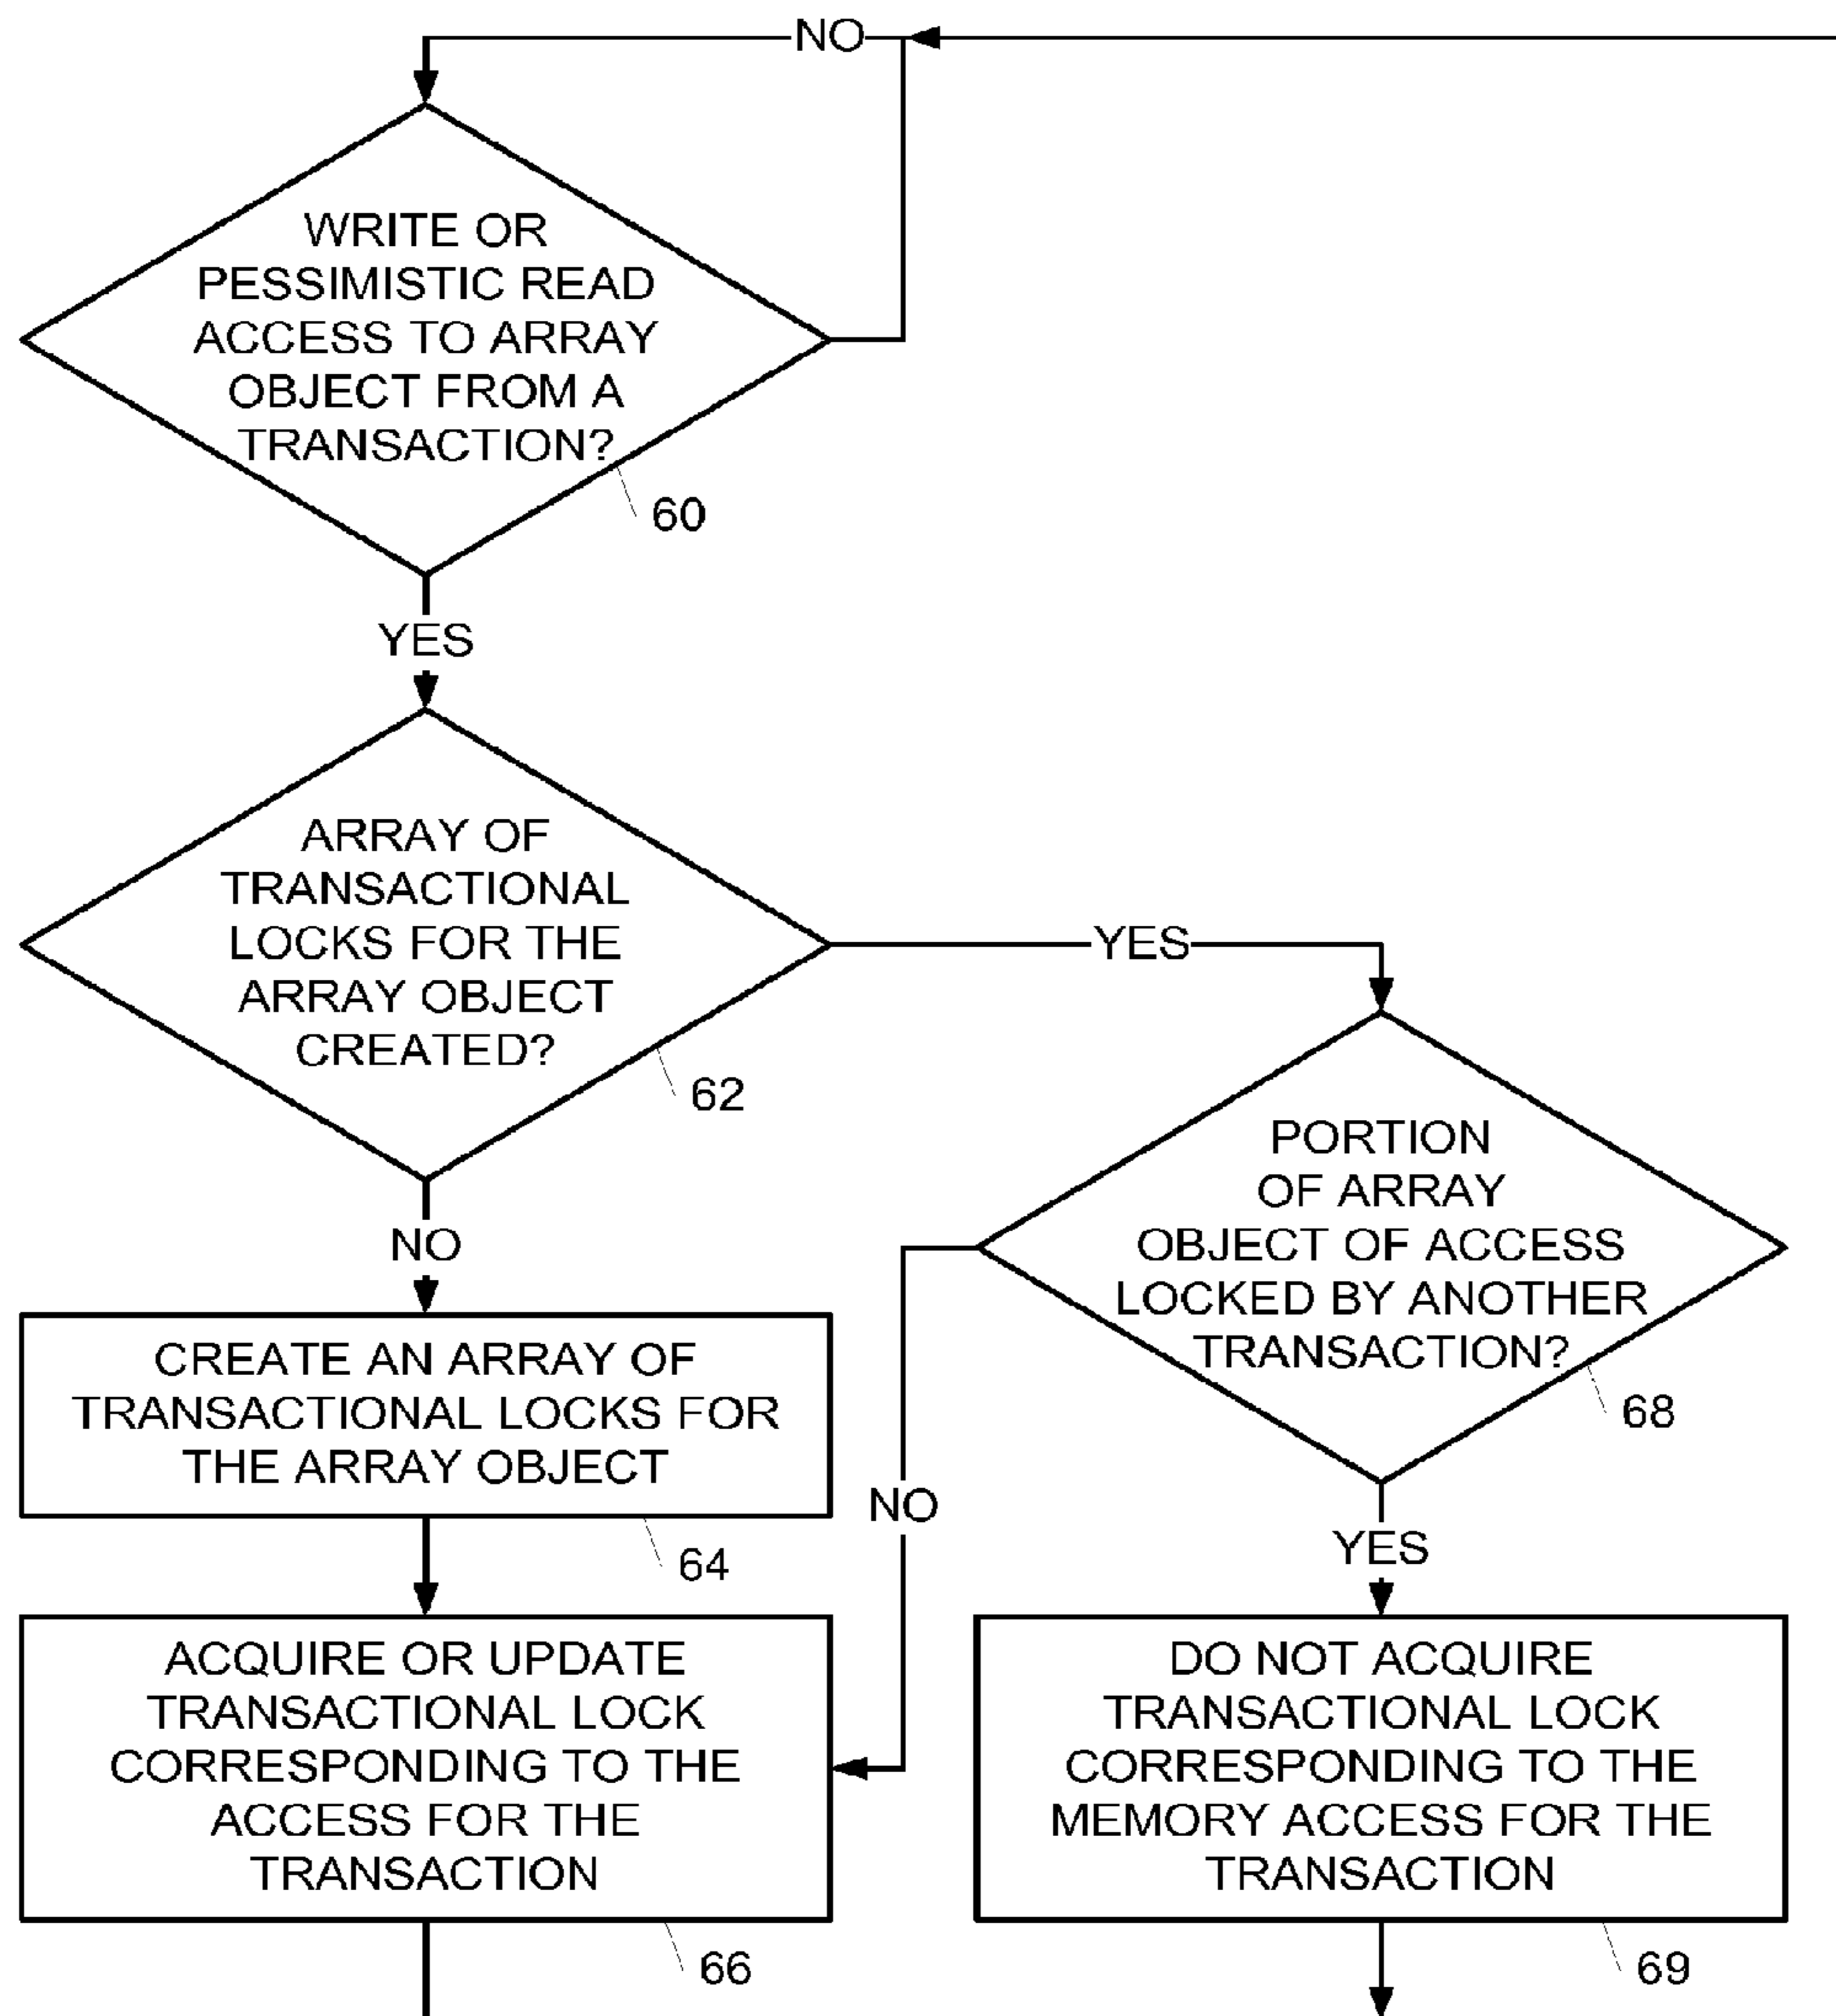 NO
WRITE OR
PESSIMISTIC READ
ACCESS TO ARRAY
OBJECT FROM A
TRANSACTION?
60
YES
ARRAY OF
TRANSACTIONAL
LOCKS FOR THE
ARRAY OBJECT
CREATED?
62
YES
NO
PORTION
OF ARRAY
OBJECT OF ACCESS
LOCKED BY ANOTHER
TRANSACTION?
68
CREATE AN ARRAY OF
TRANSACTIONAL LOCKS FOR
THE ARRAY OBJECT
64
NO
YES
ACQUIRE OR UPDATE
TRANSACTIONAL LOCK
CORRESPONDING TO THE
ACCESS FOR THE
TRANSACTION
66
DO NOT ACQUIRE
TRANSACTIONAL LOCK
CORRESPONDING TO THE
MEMORY ACCESS FOR THE
TRANSACTION
69